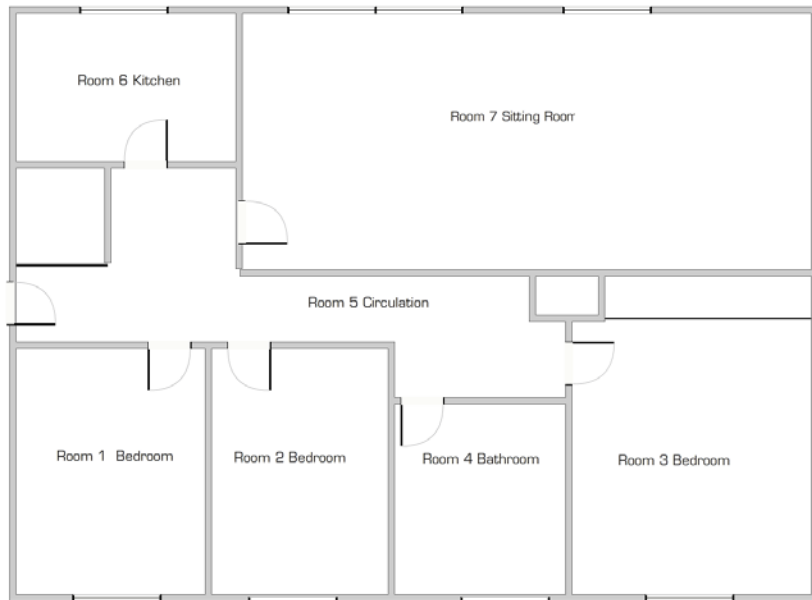 Room 6 Kitchen
Room 7 Sitting Room
Room 5 Circulation
Room 1 Bedroom
Room 2 Bedroom
Room 4 Bathroom
Room 3 Bedroom